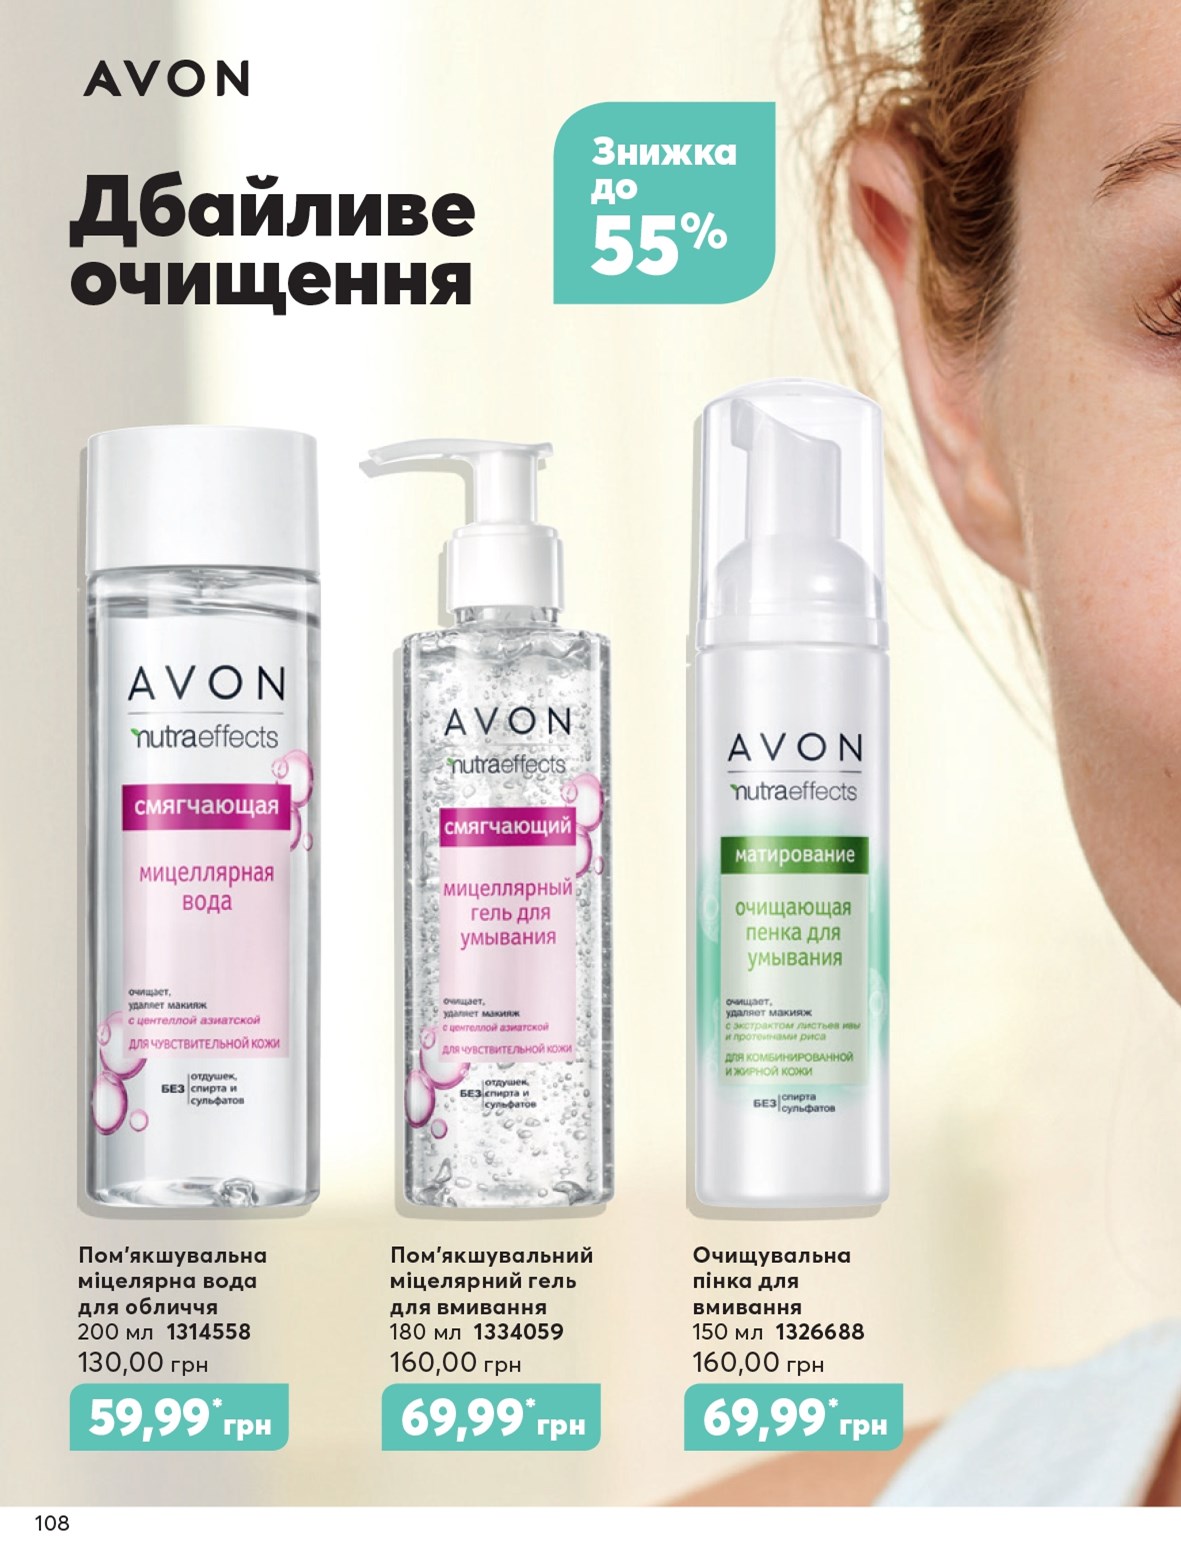 AVON
Дбайливе
очищення
Знижка
до
55%
AVON
nutraeffects
смягчающая
мицеллярная
вода
очищает,
удаляет макияж
с центеллой азиатской
ДЛЯ ЧУВСТВИТЕЛЬНОЙ КОЖИ
БЕЗ отдушек,
спирта и
сульфатов
AVON
nutraeffects
смягчающий
мицеллярный
гель для
умывания
очищает,
удаляет макияж
с центеллой азиатской
ДЛЯ ЧУВСТВИТЕЛЬНОЙ КОЖИ
БЕЗ отдушек,
спирта и
сульфатов
AVON
nutraeffects
матирование
очищающая
пенка для
умывания
очищает,
удаляет макияж
с экстрактом листьев ивы
и протеинами риса
ДЛЯ КОМБИНИРОВАННОЙ
И ЖИРНОЙ КОЖИ
БЕЗ спирта
сульфатов
Пом'якшувальна
міцелярна вода
для обличчя
200 мл 1314558
130,00 грн
59,99* грн
Пом'якшувальний
міцелярний гель
для вмивання
180 мл 1334059
160,00 грн
69,99* грн
Очищувальна
пінка для
вмивання
150 мл 1326688
160,00 грн
69,99* грн
108